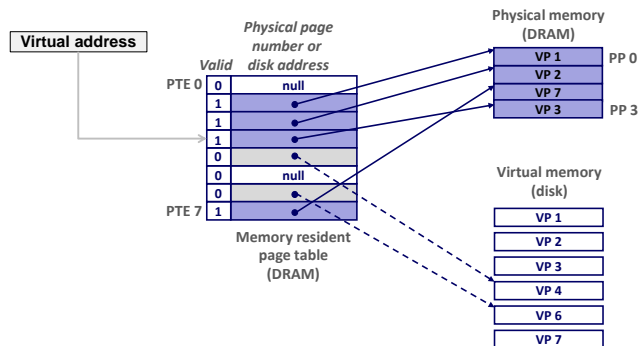 Virtual address
Physical page
number or
disk address
Valid
PTE 0
0
null
1
1
1
0
0
null
0
PTE 7
1
Memory resident
page table
(DRAM)
Physical memory
(DRAM)
VP 1
PP 0
VP 2
VP 7
VP 3
PP 3
Virtual memory
(disk)
VP 1
VP 2
VP 3
VP 4
VP 6
VP 7